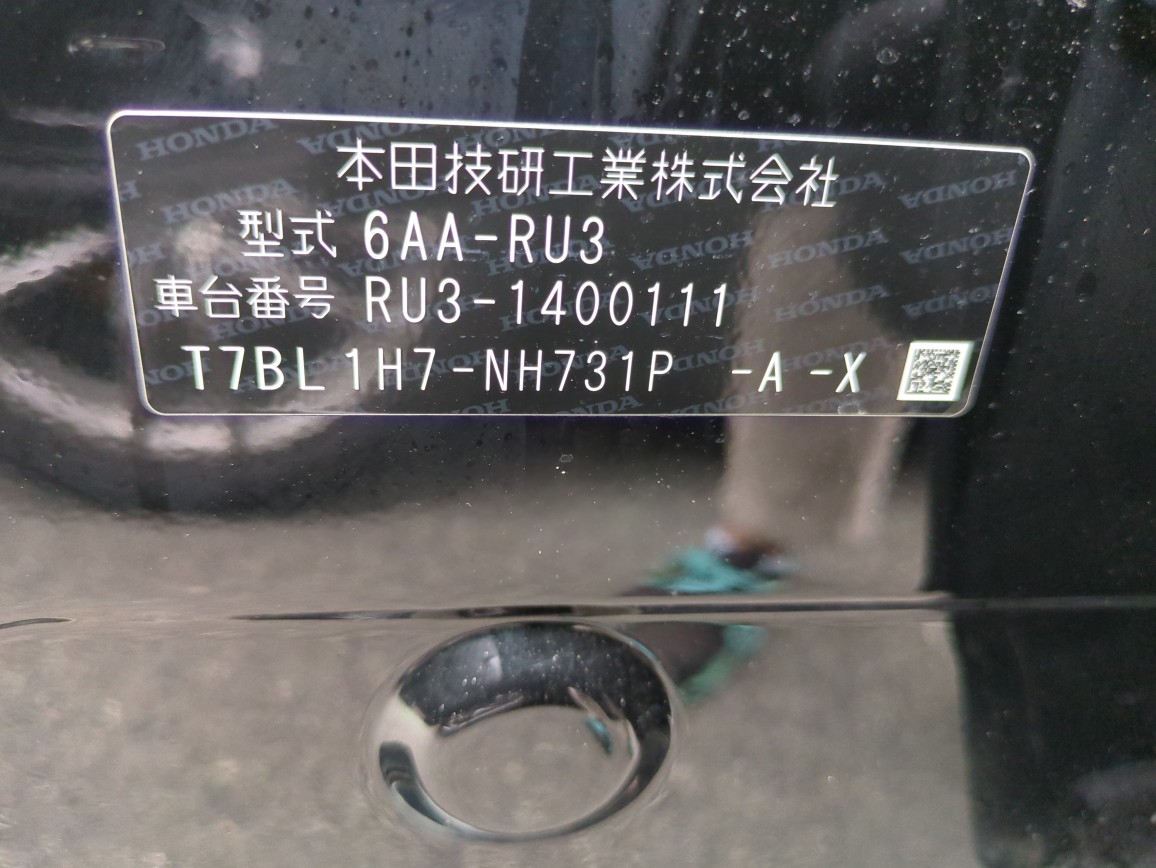 本田技研工業株式会社
型式 6AA-RU3
車台番号 RU3-1400111
T7BL1H7-NH731P -A -X